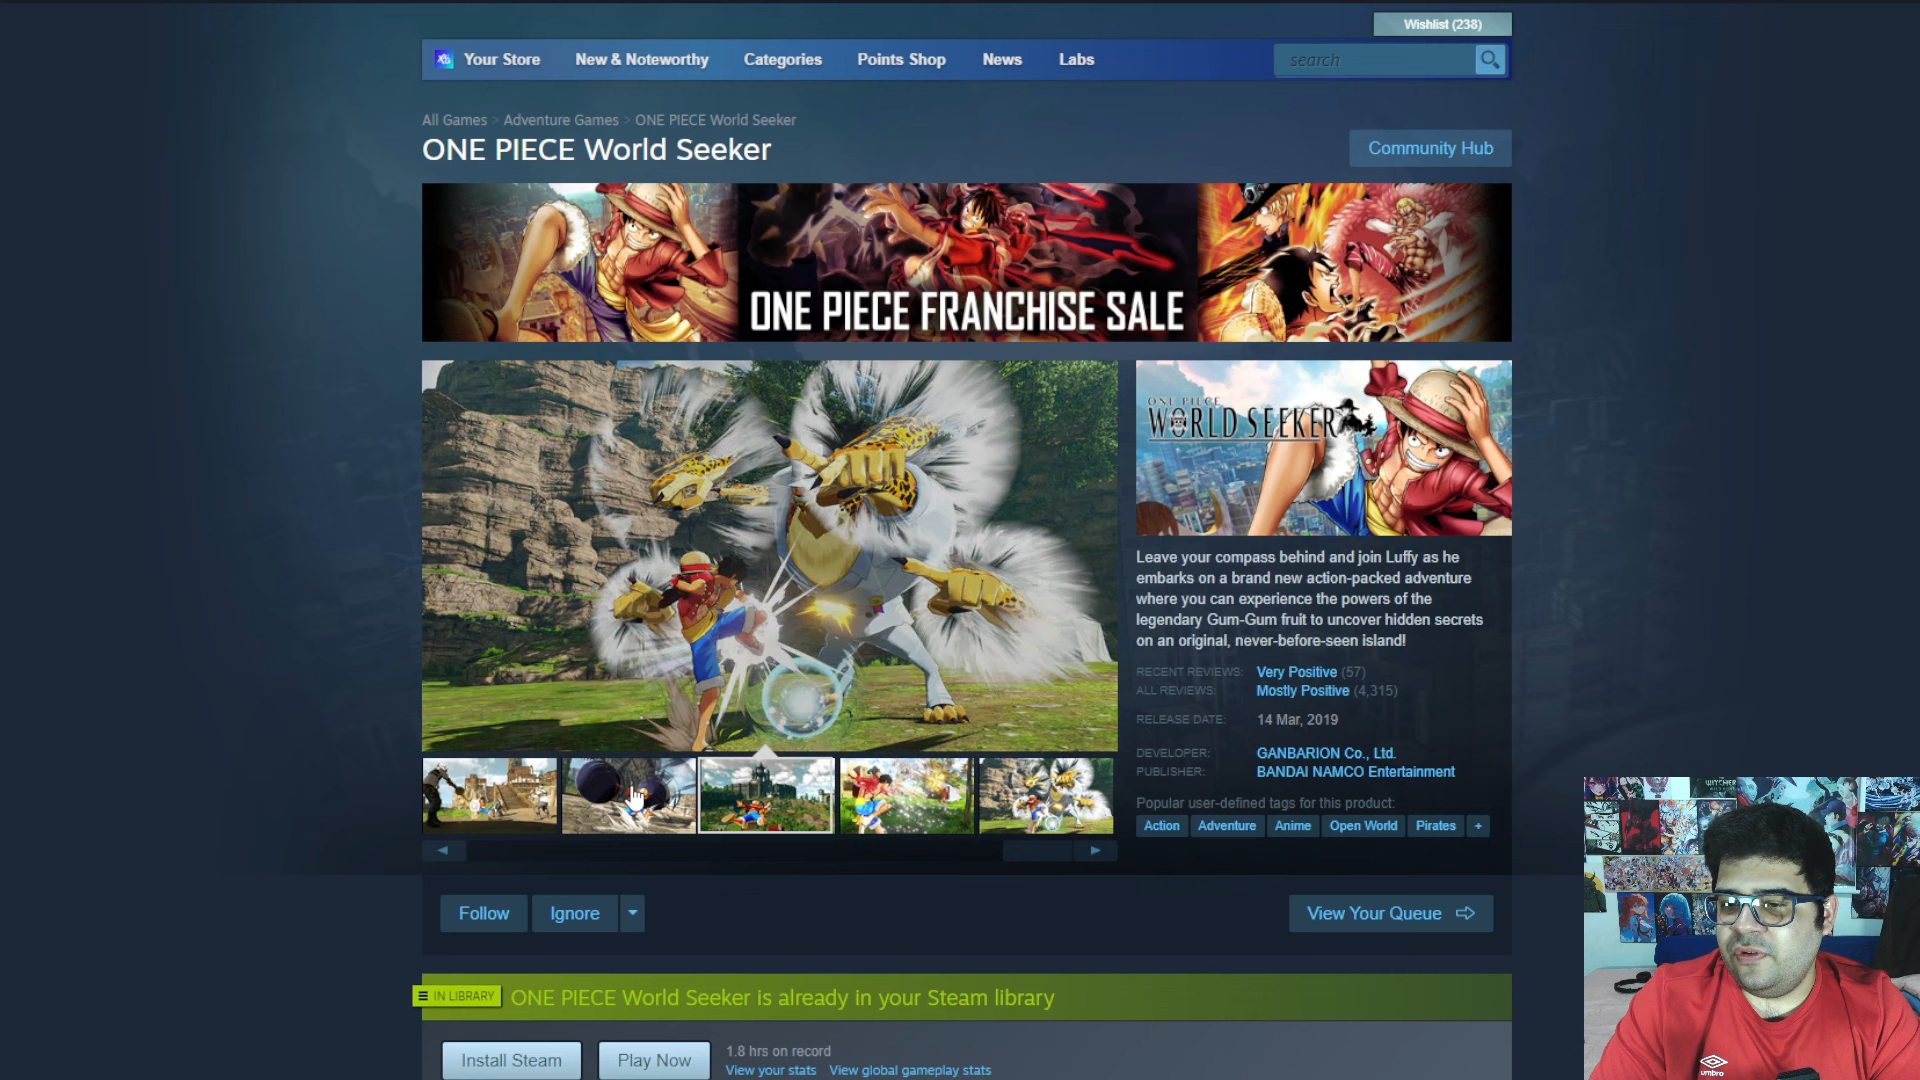 Wishlist (238)
Your Store
New & Noteworthy
Categories
Points Shop
News
Labs
search
All Games > Adventure Games > ONE PIECE World Seeker
ONE PIECE World Seeker
Community Hub
ONE PIECE FRANCHISE SALE
ONE PIECE
WORLD SEEKER
Leave your compass behind and join Luffy as he
embarks on a brand new action-packed adventure
where you can experience the powers of the
legendary Gum-Gum fruit to uncover hidden secrets
on an original, never-before-seen island!
RECENT REVIEWS: Very Positive (57)
ALL REVIEWS: Mostly Positive (4,315)
RELEASE DATE: 14 Mar, 2019
DEVELOPER: GANBARION Co., Ltd.
PUBLISHER: BANDAI NAMCO Entertainment
Popular user-defined tags for this product:
Action Adventure Anime Open World Pirates +
Follow
Ignore
View Your Queue
IN LIBRARY
ONE PIECE World Seeker is already in your Steam library
Install Steam
Play Now
1.8 hrs on record
View your stats View global gameplay stats
WITCHER
umbro